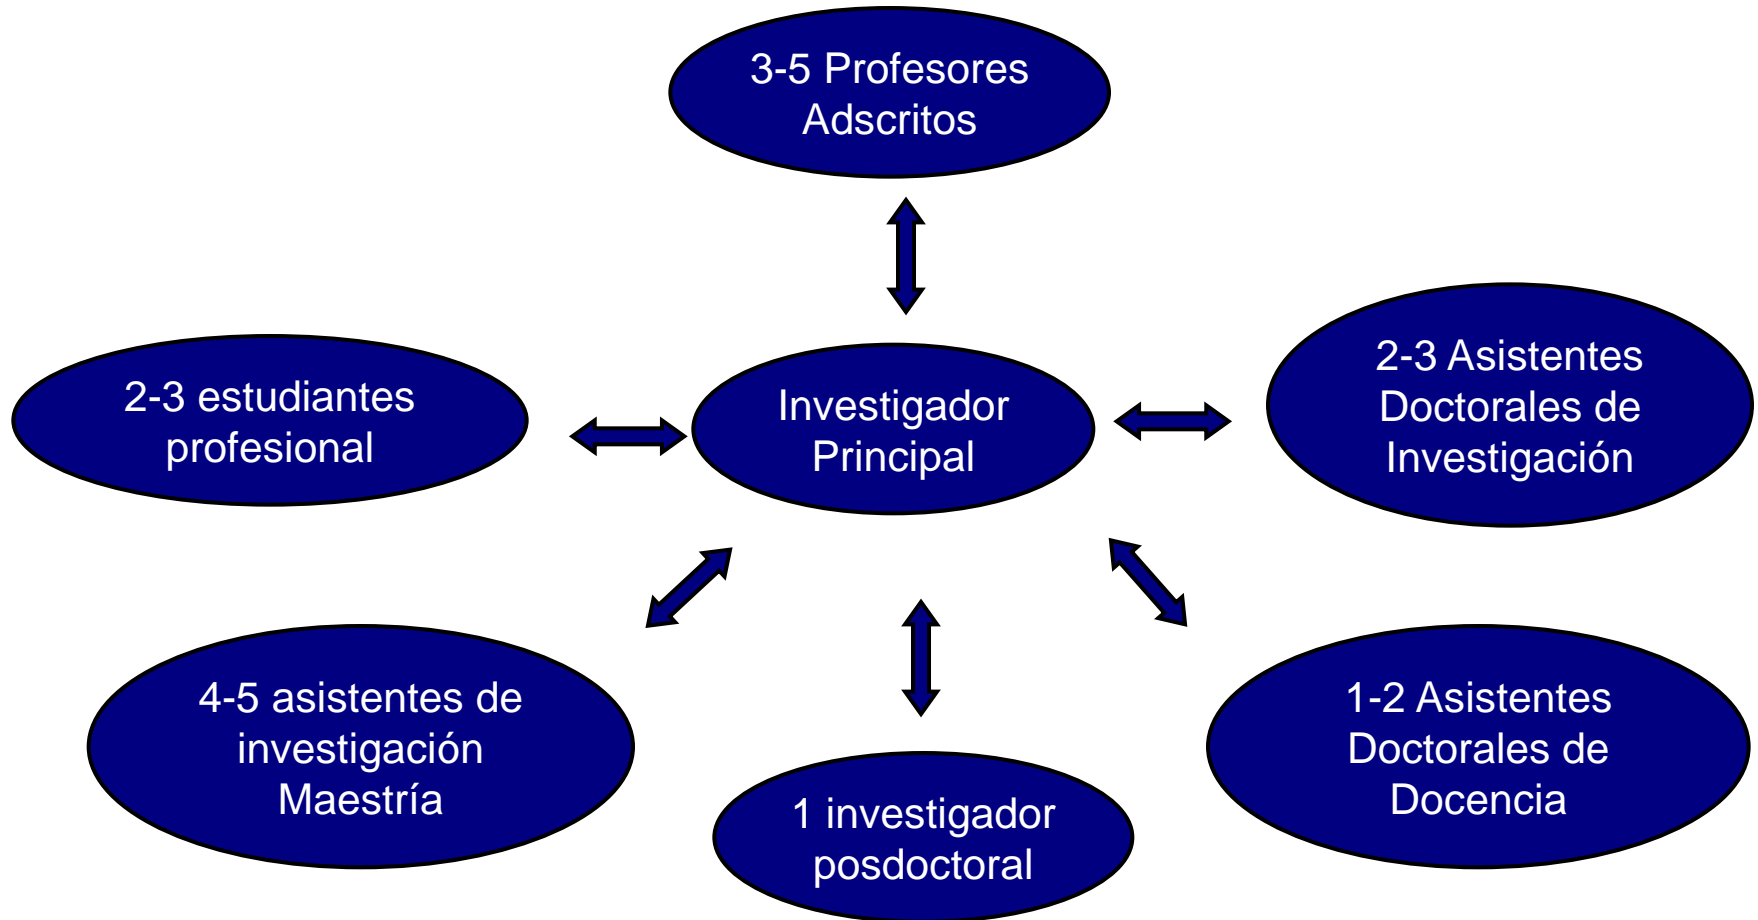 3-5 Profesores
Adscritos
2-3 estudiantes
profesional
Investigador
Principal
2-3 Asistentes
Doctorales de
Investigación
4-5 asistentes de
investigación
Maestría
1 investigador
posdoctoral
1-2 Asistentes
Doctorales de
Docencia